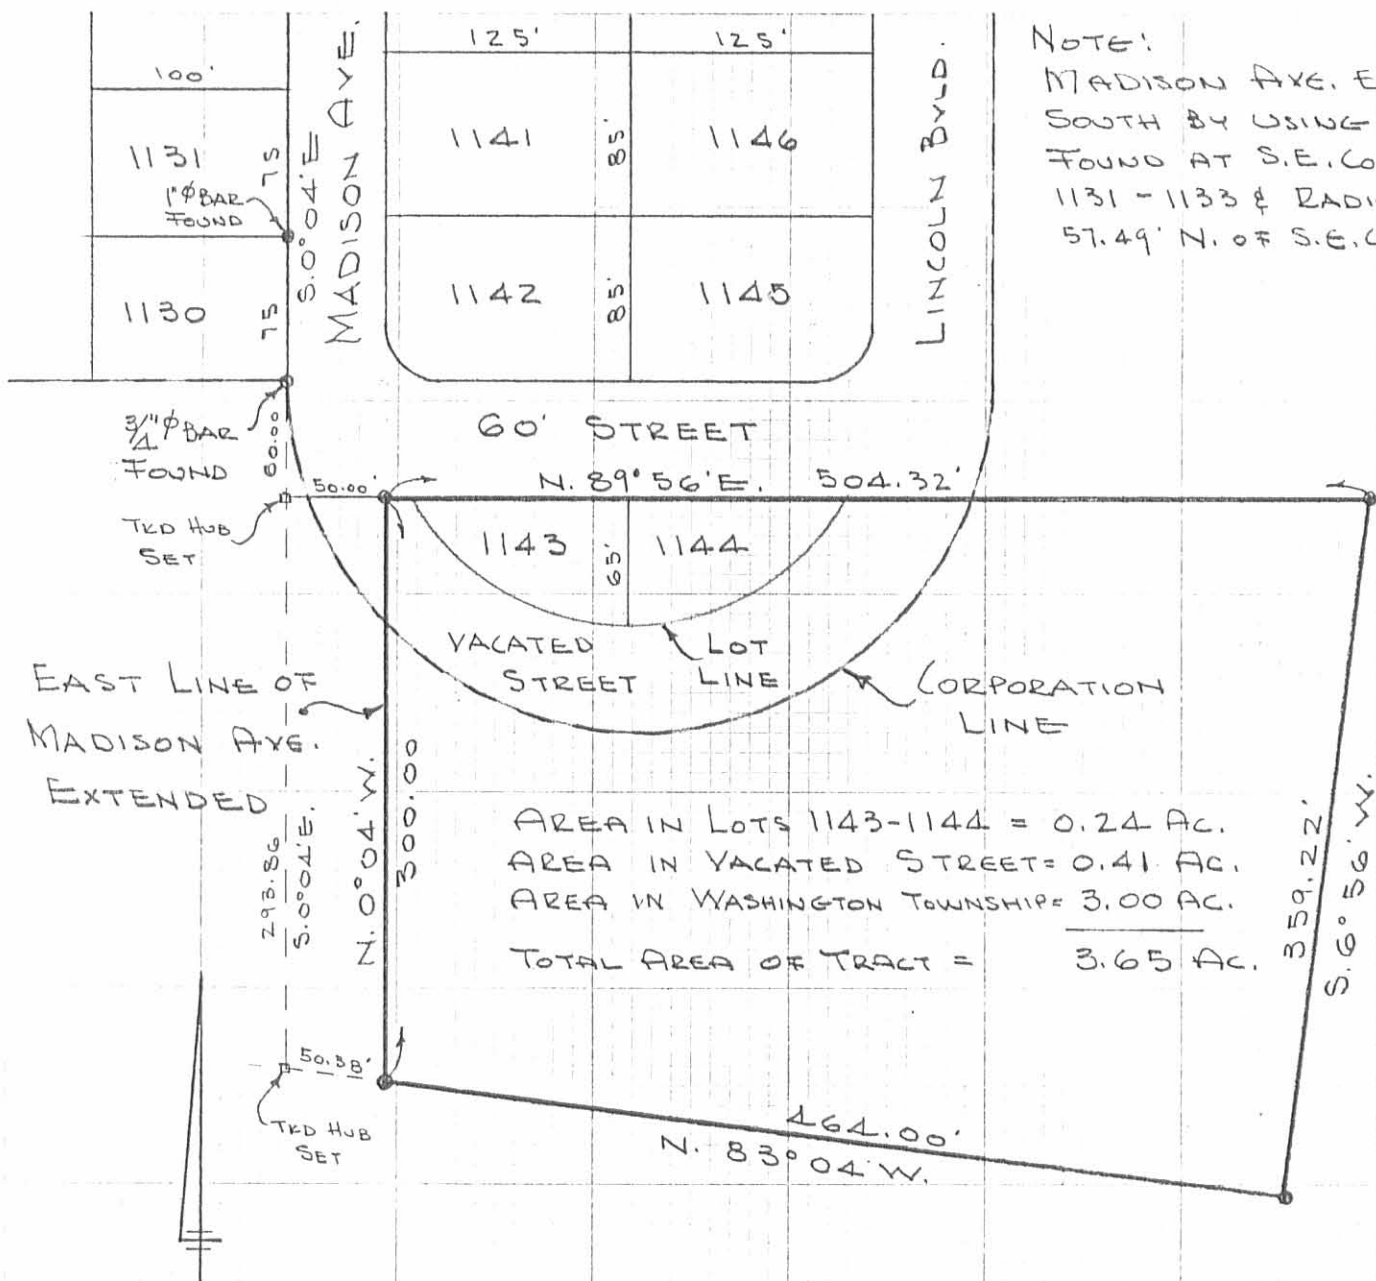 125'
125'
100'
1131
75
1"⌀ BAR
FOUND
1130
75
S. 0° 04' E
MADISON AVE.
1141
85'
1146
1142
85'
1145
LINCOLN BVLD.
NOTE:
MADISON AVE. E
SOUTH BY USING
FOUND AT S.E. CO
1131 - 1133 & RADI
57.49' N. OF S.E. C
3/4"⌀ BAR
FOUND
60.00
60' STREET
N. 89° 56' E. 504.32'
50.00'
TKD HUB
SET
1143
65'
1144
VACATED
STREET
LOT
LINE
CORPORATION
LINE
EAST LINE OF
MADISON AVE.
EXTENDED
293.86
S. 0° 04' E.
N. 0° 04' W.
300.00
AREA IN LOTS 1143-1144 = 0.24 AC.
AREA IN VACATED STREET = 0.41 AC.
AREA IN WASHINGTON TOWNSHIP = 3.00 AC.
TOTAL AREA OF TRACT = 3.65 AC.
359.22'
S. 6° 56' W.
50.38'
TKD HUB
SET
464.00'
N. 83° 04' W.